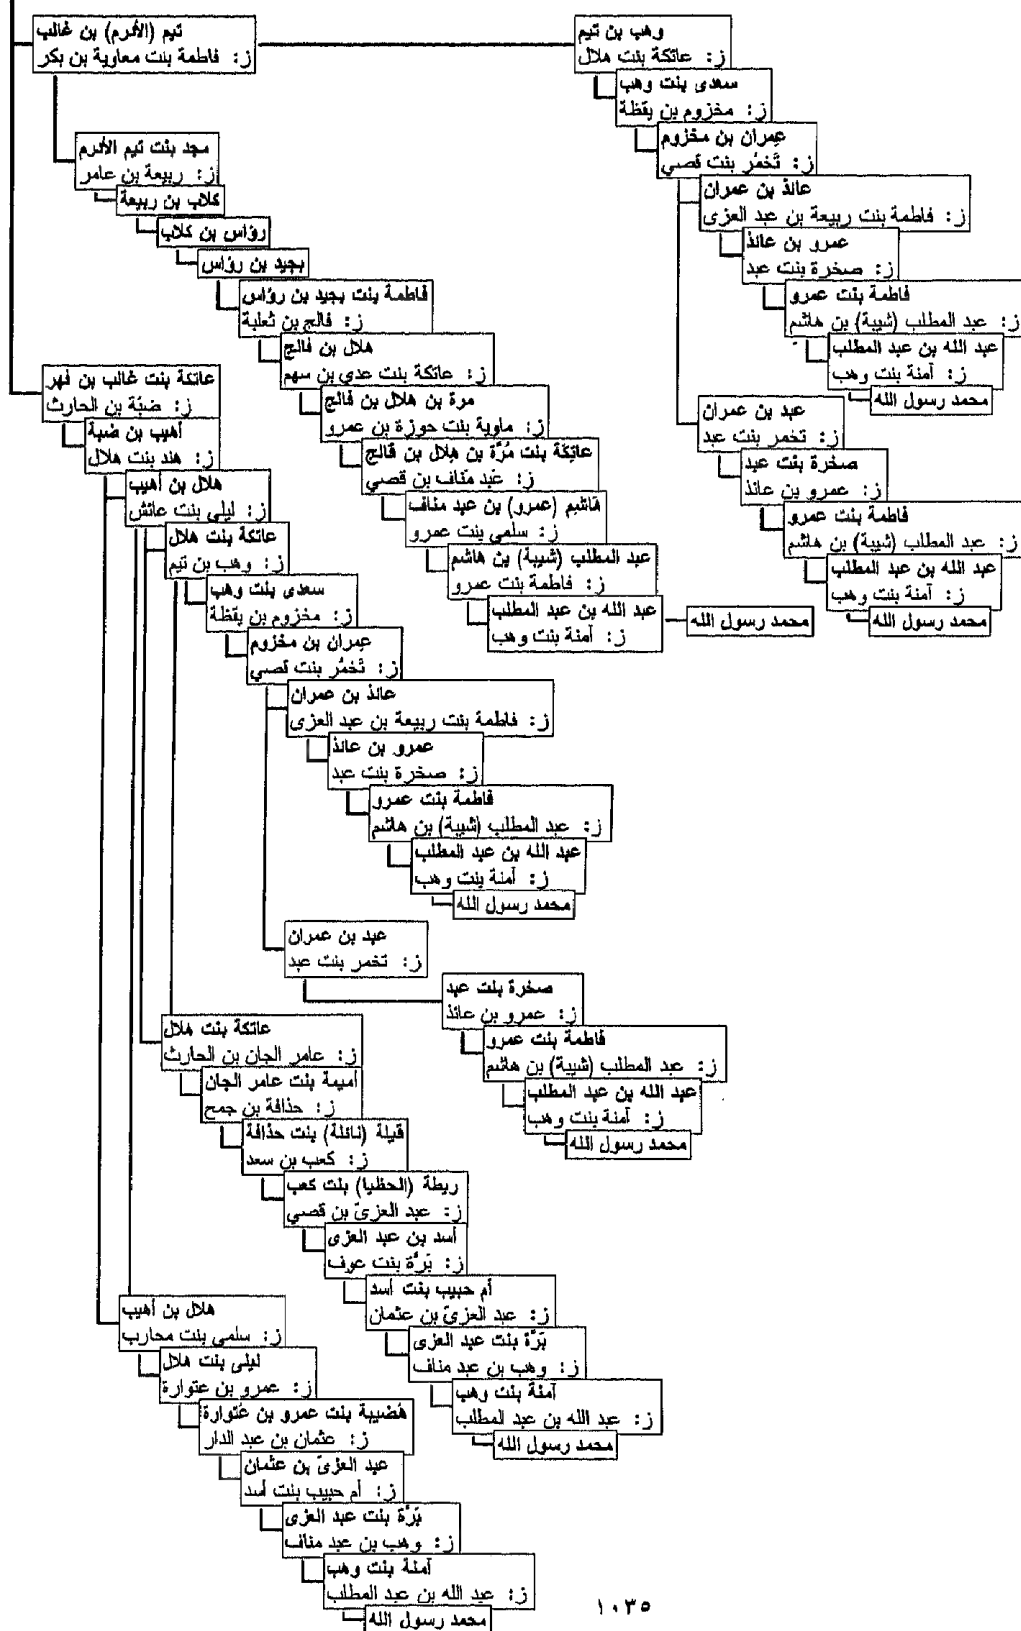 تيم (الأدرم) بن غالب
ز: فاطمة بنت معاوية بن بكر
وهب بن تيم
ز: عاتكة بنت هلال
سعدى بنت وهب
ز: مخزوم بن يقظة
عمران بن مخزوم
ز: تَخمُر بنت قصي
عائذ بن عمران
ز: فاطمة بنت ربيعة بن عبد العزى
عمرو بن عائذ
ز: صخرة بنت عبد
فاطمة بنت عمرو
ز: عبد المطلب (شيبة) بن هاشم
عبد الله بن عبد المطلب
ز: آمنة بنت وهب
محمد رسول الله
عبد بن عمران
ز: تخمر بنت عبد
صخرة بنت عبد
ز: عمرو بن عائذ
فاطمة بنت عمرو
ز: عبد المطلب (شيبة) بن هاشم
عبد الله بن عبد المطلب
ز: آمنة بنت وهب
محمد رسول الله
مجد بنت تيم الأدرم
ز: ربيعة بن عامر
كلاب بن ربيعة
رؤاس بن كلاب
بجيد بن رؤاس
فاطمة بنت بجيد بن رؤاس
ز: فالج بن ثعلبة
هلال بن فالج
ز: عاتكة بنت عدي بن سهم
مرة بن هلال بن فالج
ز: ماوية بنت حوزة بن عمرو
عاتِكَة بنت مُرَّة بن هِلال بن فالج
ز: عَبد مَناف بن قصي
هَاشِم (عمرو) بن عبد مناف
ز: سلمى بنت عمرو
عبد المطلب (شيبة) بن هاشم
ز: فاطمة بنت عمرو
عبد الله بن عبد المطلب
ز: آمنة بنت وهب
محمد رسول الله
عاتكة بنت غالب بن فهر
ز: ضبّة بن الحارث
أهيب بن ضبة
ز: هند بنت هلال
هلال بن أهيب
ز: ليلى بنت عائش
عاتكة بنت هلال
ز: وهب بن تيم
سعدى بنت وهب
ز: مخزوم بن يقظة
عمران بن مخزوم
ز: تَخمُر بنت قصي
عائذ بن عمران
ز: فاطمة بنت ربيعة بن عبد العزى
عمرو بن عائذ
ز: صخرة بنت عبد
فاطمة بنت عمرو
ز: عبد المطلب (شيبة) بن هاشم
عبد الله بن عبد المطلب
ز: آمنة بنت وهب
محمد رسول الله
عبد بن عمران
ز: تخمر بنت عبد
صخرة بنت عبد
ز: عمرو بن عائذ
فاطمة بنت عمرو
ز: عبد المطلب (شيبة) بن هاشم
عبد الله بن عبد المطلب
ز: آمنة بنت وهب
محمد رسول الله
عاتكة بنت هلال
ز: عامر الجان بن الحارث
أميمة بنت عامر الجان
ز: حذافة بن جمح
قيلة (نائلة) بنت حذافة
ز: كعب بن سعد
ريطة (الحظيا) بنت كعب
ز: عبد العزىّ بن قصي
أسد بن عبد العزى
ز: بَرَّة بنت عوف
أم حبيب بنت أسد
ز: عبد العزىّ بن عثمان
بَرَّة بنت عبد العزى
ز: وهب بن عبد مناف
آمنة بنت وهب
ز: عبد الله بن عبد المطلب
محمد رسول الله
هلال بن أهيب
ز: سلمى بنت محارب
ليلى بنت هلال
ز: عمرو بن عتوارة
هُضيبة بنت عمرو بن عُتوارة
ز: عثمان بن عبد الدار
عبد العزىّ بن عثمان
ز: أم حبيب بنت أسد
بَرَّة بنت عبد العزى
ز: وهب بن عبد مناف
آمنة بنت وهب
ز: عبد الله بن عبد المطلب
محمد رسول الله
١٠٣٥